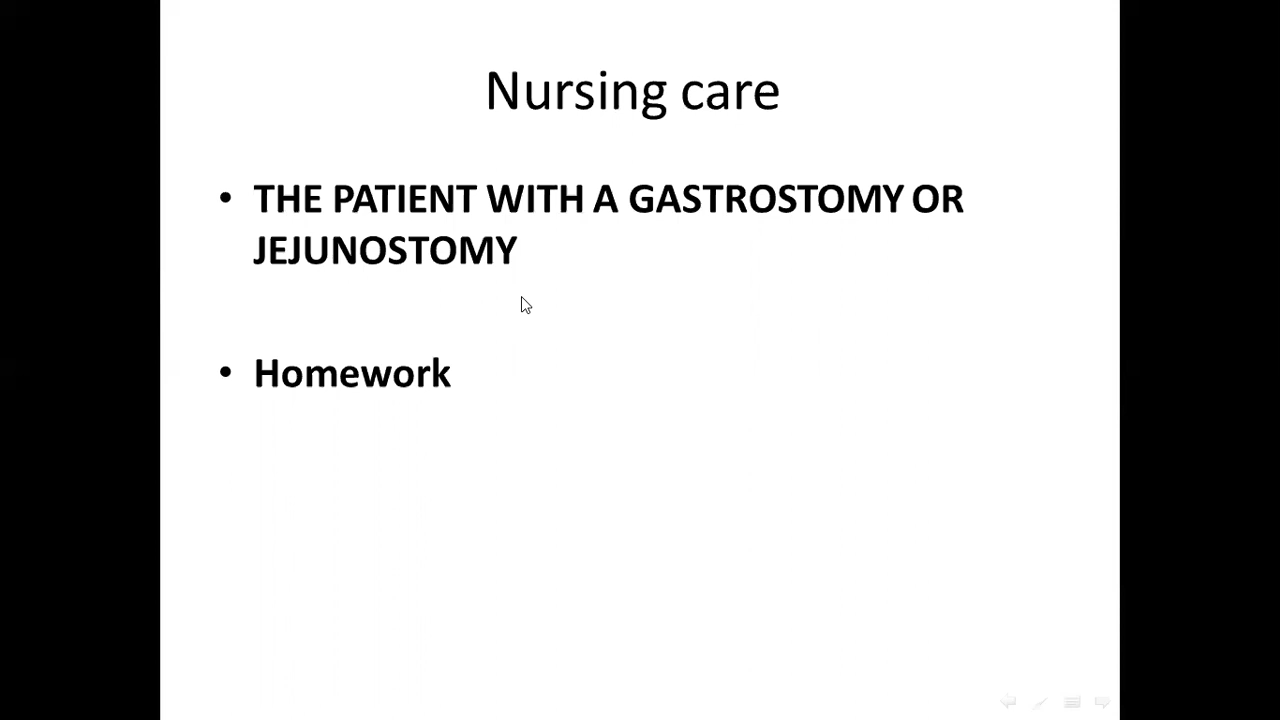 Nursing care
• THE PATIENT WITH A GASTROSTOMY OR
JEJUNOSTOMY
• Homework